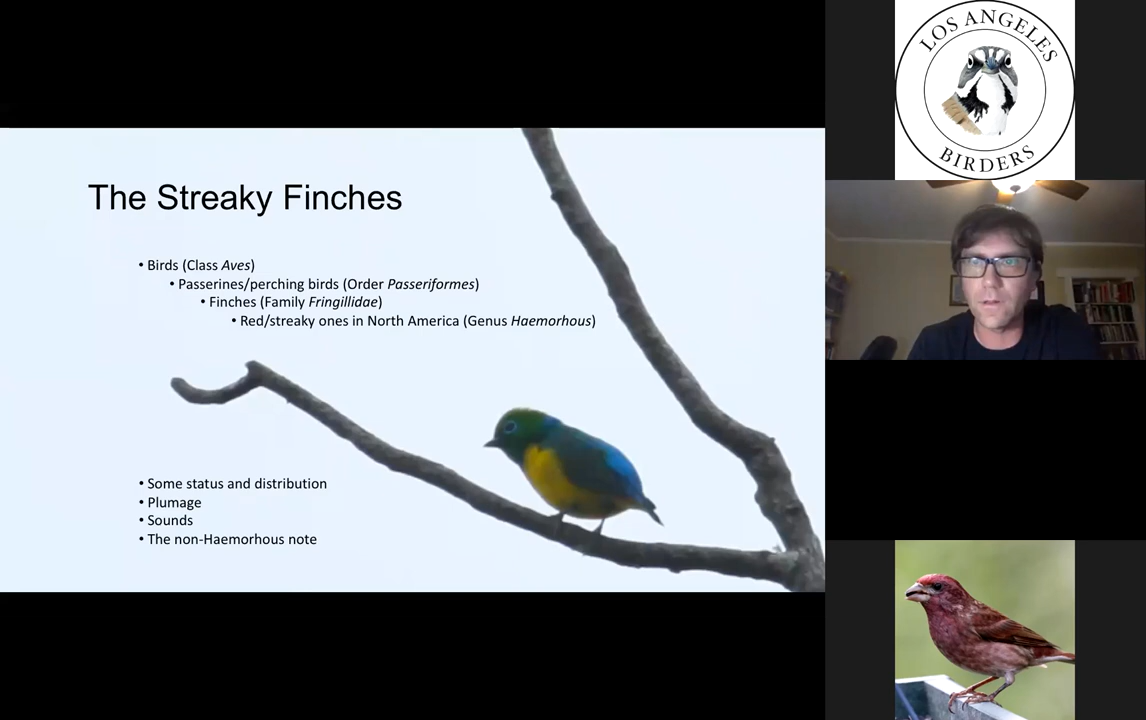 The Streaky Finches
• Birds (Class Aves)
• Passerines/perching birds (Order Passeriformes)
• Finches (Family Fringillidae)
• Red/streaky ones in North America (Genus Haemorhous)
• Some status and distribution
• Plumage
• Sounds
• The non-Haemorhous note
LOS ANGELES
BIRDERS